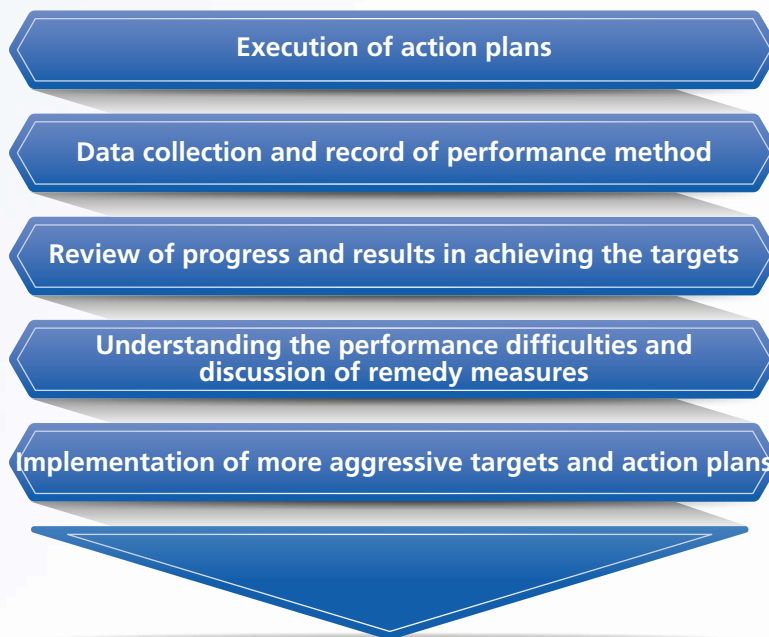 Execution of action plans
Data collection and record of performance method
Review of progress and results in achieving the targets
Understanding the performance difficulties and
discussion of remedy measures
Implementation of more aggressive targets and action plans